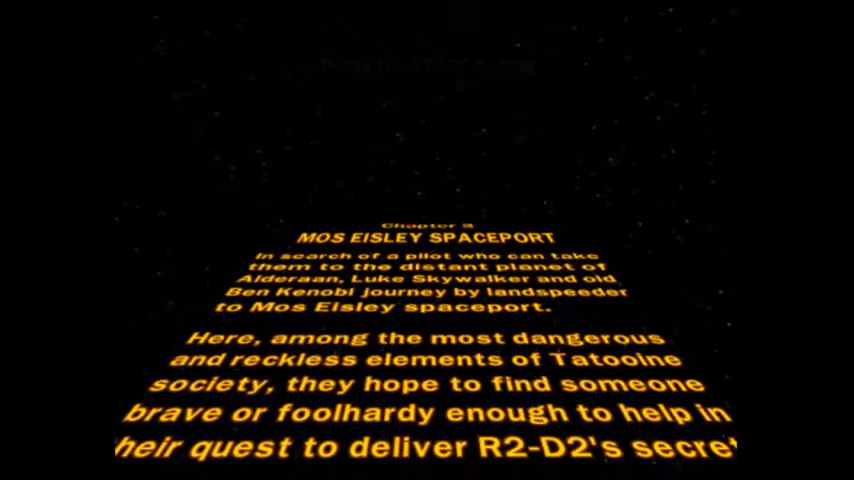 MOS EISLEY SPACEPORT
In search of a pilot who can take
them to the distant planet of
Alderaan, Luke Skywalker and old
Ben Kenobi journey by landspeeder
to Mos Eisley spaceport.
Here, among the most dangerous
and reckless elements of Tatooine
society, they hope to find someone
brave or foolhardy enough to help in
heir quest to deliver R2-D2's secre